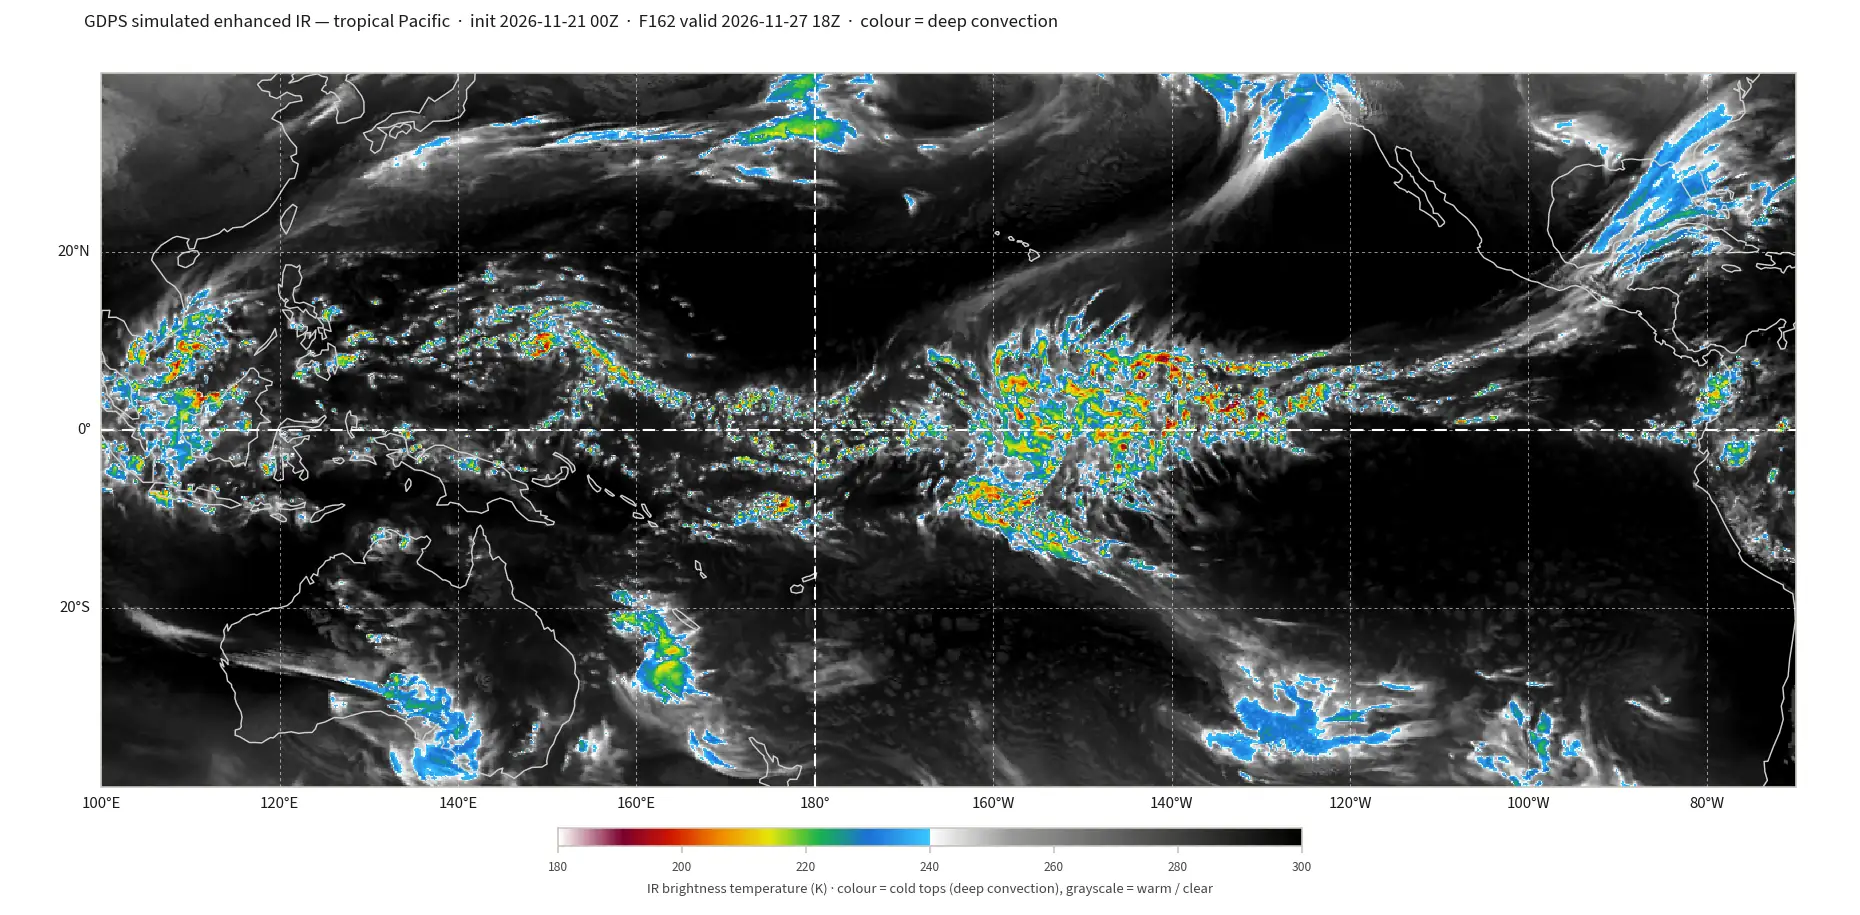 GDPS simulated enhanced IR — tropical Pacific · init 2026-11-21 00Z · F162 valid 2026-11-27 18Z · colour = deep convection
20°N
0°
20°S
100°E 120°E 140°E 160°E 180° 160°W 140°W 120°W 100°W 80°W
180 200 220 240 260 280 300
IR brightness temperature (K) · colour = cold tops (deep convection), grayscale = warm / clear